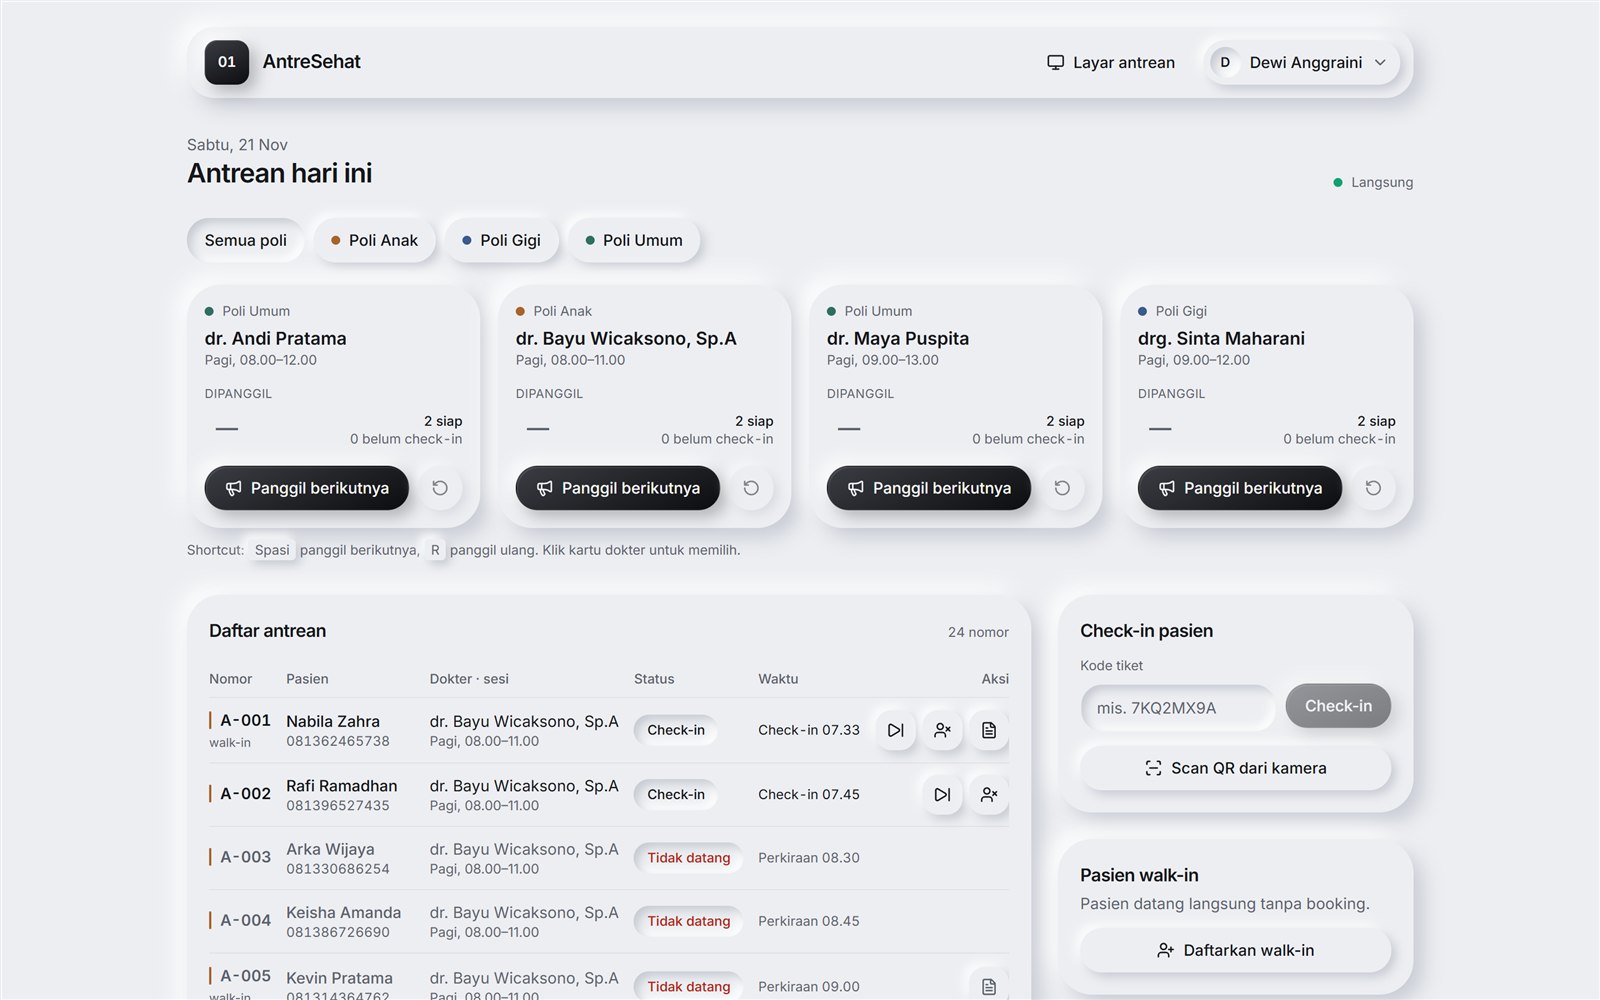 01 AntreSehat
Layar antrean
D Dewi Anggraini
Sabtu, 21 Nov
Antrean hari ini
Langsung
Semua poli
Poli Anak
Poli Gigi
Poli Umum
Poli Umum
dr. Andi Pratama
Pagi, 08.00–12.00
DIPANGGIL
—
2 siap
0 belum check-in
Panggil berikutnya
Poli Anak
dr. Bayu Wicaksono, Sp.A
Pagi, 08.00–11.00
DIPANGGIL
—
2 siap
0 belum check-in
Panggil berikutnya
Poli Umum
dr. Maya Puspita
Pagi, 09.00–13.00
DIPANGGIL
—
2 siap
0 belum check-in
Panggil berikutnya
Poli Gigi
drg. Sinta Maharani
Pagi, 09.00–12.00
DIPANGGIL
—
2 siap
0 belum check-in
Panggil berikutnya
Shortcut: Spasi panggil berikutnya, R panggil ulang. Klik kartu dokter untuk memilih.
Daftar antrean
24 nomor
Nomor Pasien Dokter · sesi Status Waktu Aksi
A-001 Nabila Zahra dr. Bayu Wicaksono, Sp.A Check-in Check-in 07.33
walk-in 081362465738 Pagi, 08.00–11.00
A-002 Rafi Ramadhan dr. Bayu Wicaksono, Sp.A Check-in Check-in 07.45
081396527435 Pagi, 08.00–11.00
A-003 Arka Wijaya dr. Bayu Wicaksono, Sp.A Tidak datang Perkiraan 08.30
081330686254 Pagi, 08.00–11.00
A-004 Keisha Amanda dr. Bayu Wicaksono, Sp.A Tidak datang Perkiraan 08.45
081386726690 Pagi, 08.00–11.00
A-005 Kevin Pratama dr. Bayu Wicaksono, Sp.A Tidak datang Perkiraan 09.00
walk-in 081314364762 Pagi, 08.00–11.00
Check-in pasien
Kode tiket
mis. 7KQ2MX9A
Check-in
Scan QR dari kamera
Pasien walk-in
Pasien datang langsung tanpa booking.
Daftarkan walk-in